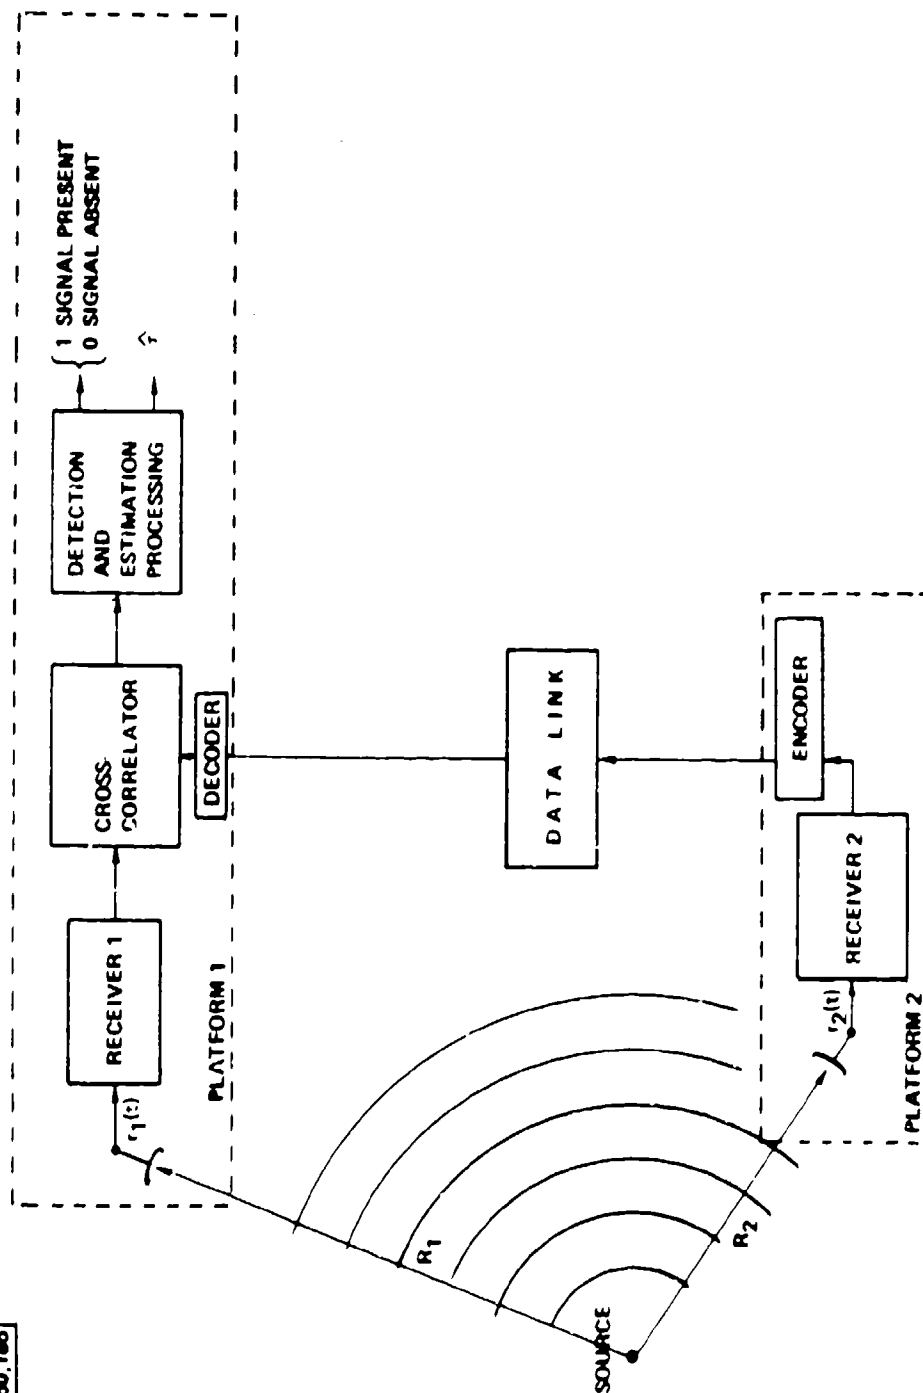 1 SIGNAL PRESENT
0 SIGNAL ABSENT
τ̂
DETECTION
AND
ESTIMATION
PROCESSING
CROSS-
CORRELATOR
DECODER
RECEIVER 1
r1(t)
PLATFORM 1
DATA LINK
ENCODER
RECEIVER 2
r2(t)
PLATFORM 2
R1
R2
SOURCE